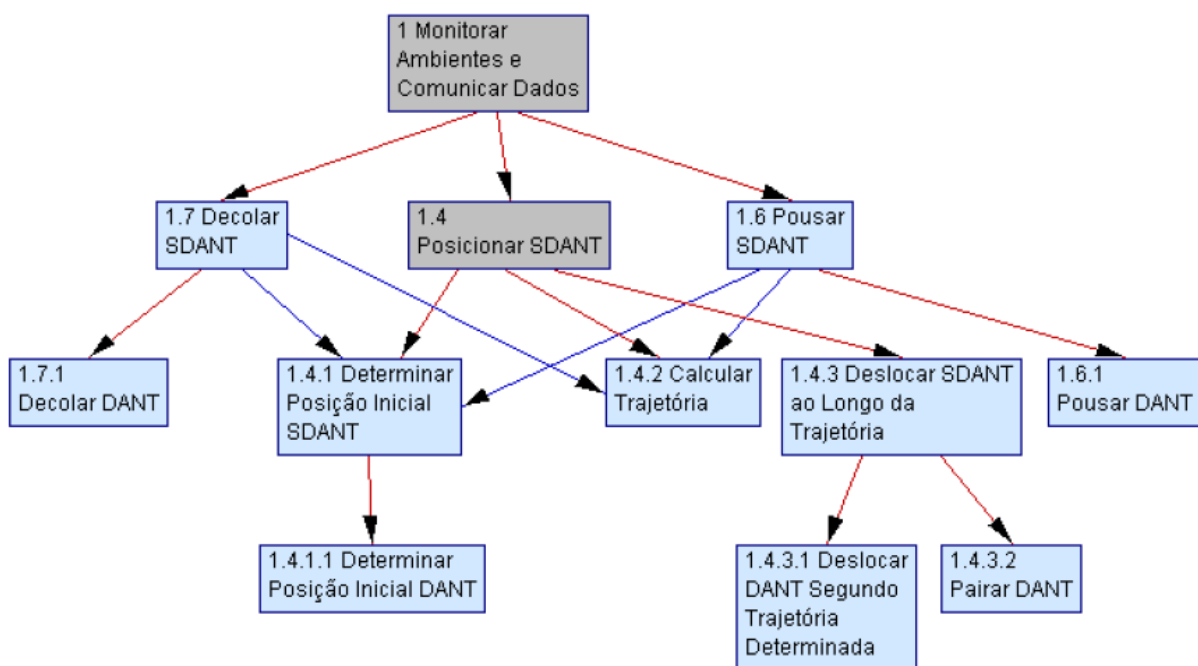 1 Monitorar
Ambientes e
Comunicar Dados
1.7 Decolar
SDANT
1.4
Posicionar SDANT
1.6 Pousar
SDANT
1.7.1
Decolar DANT
1.4.1 Determinar
Posição Inicial
SDANT
1.4.2 Calcular
Trajetória
1.4.3 Deslocar SDANT
ao Longo da
Trajetória
1.6.1
Pousar DANT
1.4.1.1 Determinar
Posição Inicial DANT
1.4.3.1 Deslocar
DANT Segundo
Trajetória
Determinada
1.4.3.2
Pairar DANT